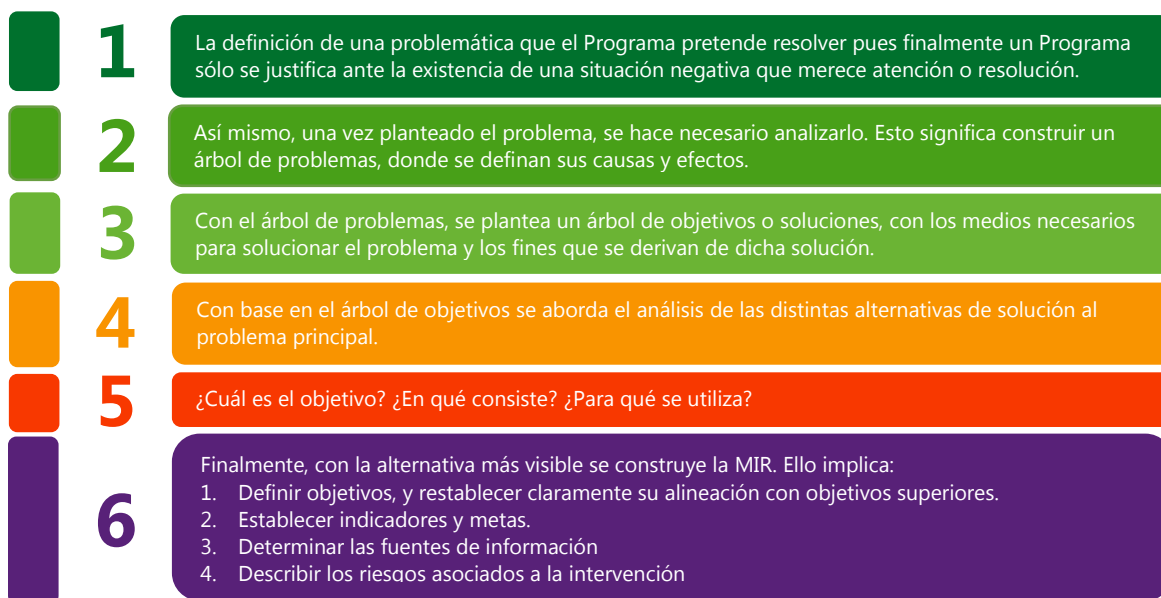 1
La definición de una problemática que el Programa pretende resolver pues finalmente un Programa
sólo se justifica ante la existencia de una situación negativa que merece atención o resolución.
2
Así mismo, una vez planteado el problema, se hace necesario analizarlo. Esto significa construir un
árbol de problemas, donde se definan sus causas y efectos.
3
Con el árbol de problemas, se plantea un árbol de objetivos o soluciones, con los medios necesarios
para solucionar el problema y los fines que se derivan de dicha solución.
4
Con base en el árbol de objetivos se aborda el análisis de las distintas alternativas de solución al
problema principal.
5
¿Cuál es el objetivo? ¿En qué consiste? ¿Para qué se utiliza?
6
Finalmente, con la alternativa más visible se construye la MIR. Ello implica:
1. Definir objetivos, y restablecer claramente su alineación con objetivos superiores.
2. Establecer indicadores y metas.
3. Determinar las fuentes de información
4. Describir los riesgos asociados a la intervención